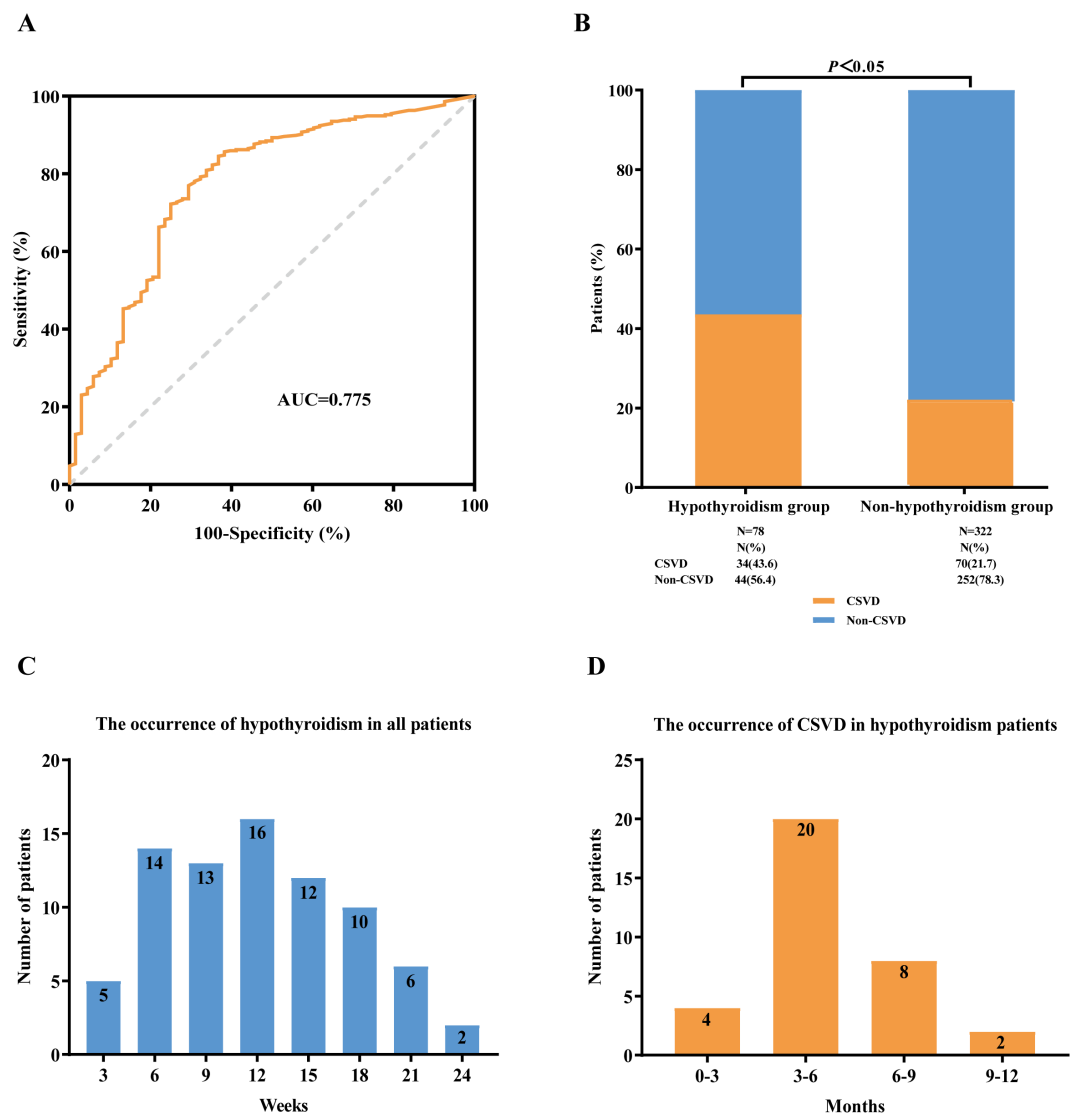 A
100
80
60
40
20
0
Sensitivity (%)
AUC=0.775
0 20 40 60 80 100
100-Specificity (%)
B
P<0.05
100
80
60
40
20
0
Patients (%)
Hypothyroidism group Non-hypothyroidism group
N=78 N=322
N(%) N(%)
CSVD 34(43.6) 70(21.7)
Non-CSVD 44(56.4) 252(78.3)
CSVD
Non-CSVD
C
The occurrence of hypothyroidism in all patients
20
15
10
5
0
Number of patients
5 14 13 16 12 10 6 2
3 6 9 12 15 18 21 24
Weeks
D
The occurrence of CSVD in hypothyroidism patients
25
20
15
10
5
0
Number of patients
4 20 8 2
0-3 3-6 6-9 9-12
Months